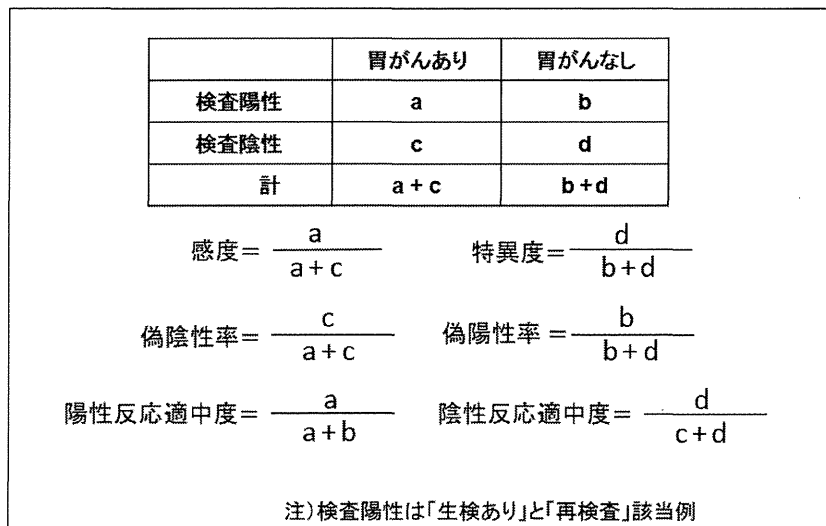 胃がんあり 胃がんなし
検査陽性 a b
検査陰性 c d
計 a + c b+d
感度= a / a + c 特異度= d / b + d
偽陰性率= c / a + c 偽陽性率 = b / b + d
陽性反応適中度= a / a+b 陰性反応適中度= d / c+d
注)検査陽性は「生検あり」と「再検査」該当例